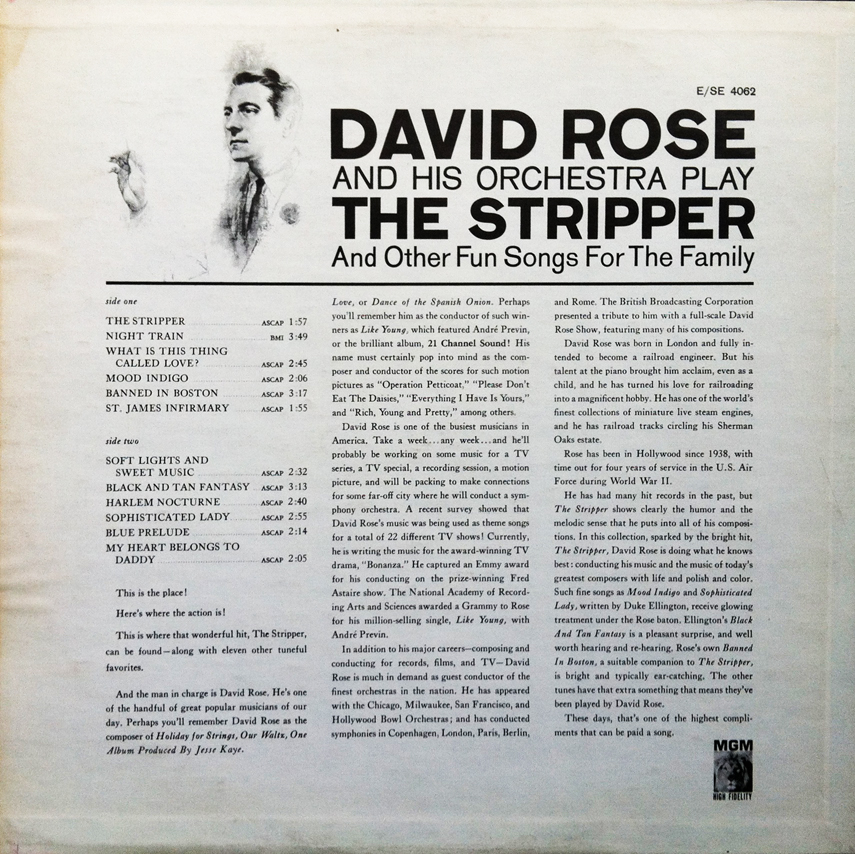 E/SE 4062
DAVID ROSE
AND HIS ORCHESTRA PLAY
THE STRIPPER
And Other Fun Songs For The Family
side one
THE STRIPPER ASCAP 1:57
NIGHT TRAIN BMI 3:49
WHAT IS THIS THING
CALLED LOVE? ASCAP 2:45
MOOD INDIGO ASCAP 2:06
BANNED IN BOSTON ASCAP 3:17
ST. JAMES INFIRMARY ASCAP 1:55
side two
SOFT LIGHTS AND
SWEET MUSIC ASCAP 2:32
BLACK AND TAN FANTASY ASCAP 3:13
HARLEM NOCTURNE ASCAP 2:40
SOPHISTICATED LADY ASCAP 2:55
BLUE PRELUDE ASCAP 2:14
MY HEART BELONGS TO
DADDY ASCAP 2:05
This is the place!
Here's where the action is!
This is where that wonderful hit, The Stripper,
can be found—along with eleven other tuneful
favorites.
And the man in charge is David Rose. He's one
of the handful of great popular musicians of our
day. Perhaps you'll remember David Rose as the
composer of Holiday for Strings, Our Waltz, One
Album Produced By Jesse Kaye.
Love, or Dance of the Spanish Onion. Perhaps
you'll remember him as the conductor of such win-
ners as Like Young, which featured André Previn,
or the brilliant album, 21 Channel Sound! His
name must certainly pop into mind as the com-
poser and conductor of the scores for such motion
pictures as "Operation Petticoat," "Please Don't
Eat The Daisies," "Everything I Have Is Yours,"
and "Rich, Young and Pretty," among others.
David Rose is one of the busiest musicians in
America. Take a week...any week...and he'll
probably be working on some music for a TV
series, a TV special, a recording session, a motion
picture, and will be packing to make connections
for some far-off city where he will conduct a sym-
phony orchestra. A recent survey showed that
David Rose's music was being used as theme songs
for a total of 22 different TV shows! Currently,
he is writing the music for the award-winning TV
drama, "Bonanza." He captured an Emmy award
for his conducting on the prize-winning Fred
Astaire show. The National Academy of Record-
ing Arts and Sciences awarded a Grammy to Rose
for his million-selling single, Like Young, with
André Previn.
In addition to his major careers—composing and
conducting for records, films, and TV—David
Rose is much in demand as guest conductor of the
finest orchestras in the nation. He has appeared
with the Chicago, Milwaukee, San Francisco, and
Hollywood Bowl Orchestras; and has conducted
symphonies in Copenhagen, London, Paris, Berlin,
and Rome. The British Broadcasting Corporation
presented a tribute to him with a full-scale David
Rose Show, featuring many of his compositions.
David Rose was born in London and fully in-
tended to become a railroad engineer. But his
talent at the piano brought him acclaim, even as a
child, and he has turned his love for railroading
into a magnificent hobby. He has one of the world's
finest collections of miniature live steam engines,
and he has railroad tracks circling his Sherman
Oaks estate.
Rose has been in Hollywood since 1938, with
time out for four years of service in the U.S. Air
Force during World War II.
He has had many hit records in the past, but
The Stripper shows clearly the humor and the
melodic sense that he puts into all of his composi-
tions. In this collection, sparked by the bright hit,
The Stripper, David Rose is doing what he knows
best: conducting his music and the music of today's
greatest composers with life and polish and color.
Such fine songs as Mood Indigo and Sophisticated
Lady, written by Duke Ellington, receive glowing
treatment under the Rose baton. Ellington's Black
And Tan Fantasy is a pleasant surprise, and well
worth hearing and re-hearing. Rose's own Banned
In Boston, a suitable companion to The Stripper,
is bright and typically ear-catching. The other
tunes have that extra something that means they've
been played by David Rose.
These days, that's one of the highest compli-
ments that can be paid a song.
MGM
HIGH FIDELITY